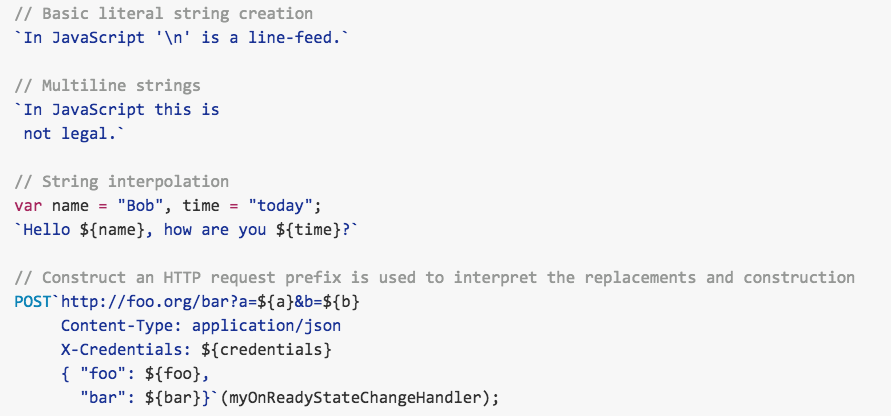 // Basic literal string creation
`In JavaScript '\n' is a line-feed.`
// Multiline strings
`In JavaScript this is
not legal.`
// String interpolation
var name = "Bob", time = "today";
`Hello ${name}, how are you ${time}?`
// Construct an HTTP request prefix is used to interpret the replacements and construction
POST`http://foo.org/bar?a=${a}&b=${b}
Content-Type: application/json
X-Credentials: ${credentials}
{ "foo": ${foo},
"bar": ${bar}}`(myOnReadyStateChangeHandler);